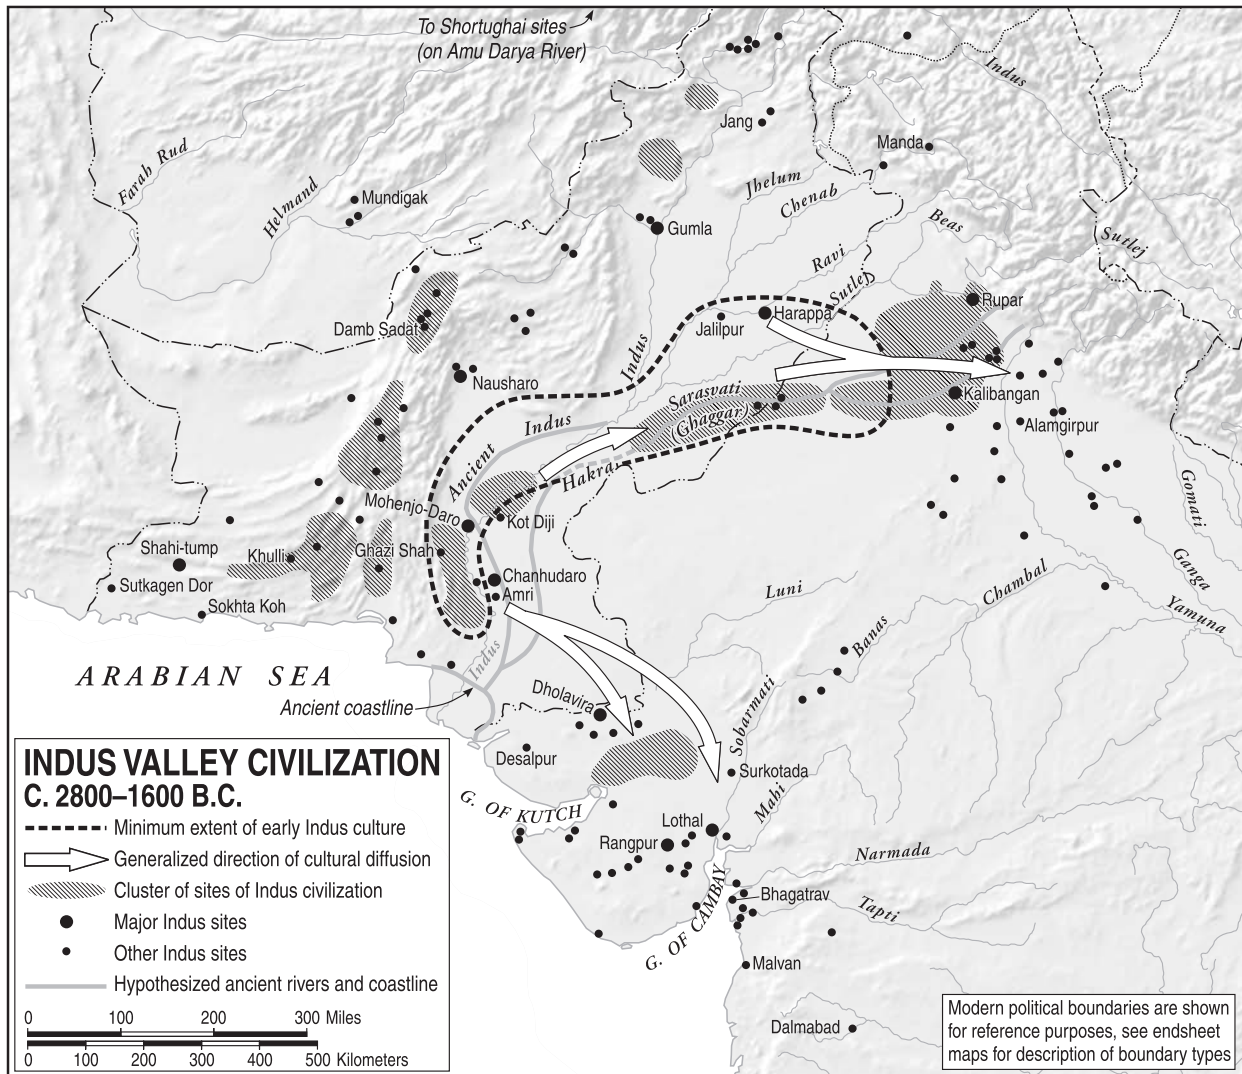 To Shortughai sites
(on Amu Darya River)
Indus
Jang
Manda
Farah Rud
Helmand
Mundigak
Jhelum
Chenab
Gumla
Beas
Sutlej
Ravi
Sutlej
Rupar
Harappa
Jalilpur
Damb Sadat
Indus
Nausharo
Sarasvati
(Ghaggar)
Kalibangan
Alamgirpur
Indus
Ancient
Hakra
Mohenjo-Daro
Kot Diji
Gomati
Shahi-tump
Khulli
Ghazi Shah
Chanhudaro
Amri
Sutkagen Dor
Sokhta Koh
Luni
Chambal
Ganga
Yamuna
Banas
Indus
ARABIAN SEA
Ancient coastline
Dholavira
Sobarmati
Desalpur
Surkotada
Mahi
G. OF KUTCH
Lothal
Rangpur
Narmada
Bhagatrav
Tapti
G. OF CAMBAY
Malvan
Dalmabad
INDUS VALLEY CIVILIZATION
C. 2800–1600 B.C.
Minimum extent of early Indus culture
Generalized direction of cultural diffusion
Cluster of sites of Indus civilization
Major Indus sites
Other Indus sites
Hypothesized ancient rivers and coastline
0 100 200 300 Miles
0 100 200 300 400 500 Kilometers
Modern political boundaries are shown
for reference purposes, see endsheet
maps for description of boundary types